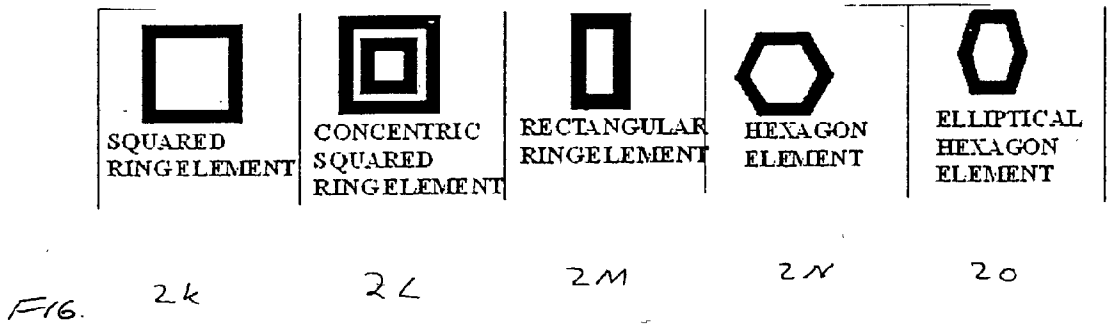 SQUARED
RINGELEMENT
CONCENTRIC
SQUARED
RINGELEMENT
RECTANGULAR
RINGELEMENT
HEXAGON
ELEMENT
ELLIPTICAL
HEXAGON
ELEMENT
FIG. 2K 2L 2M 2N 2O